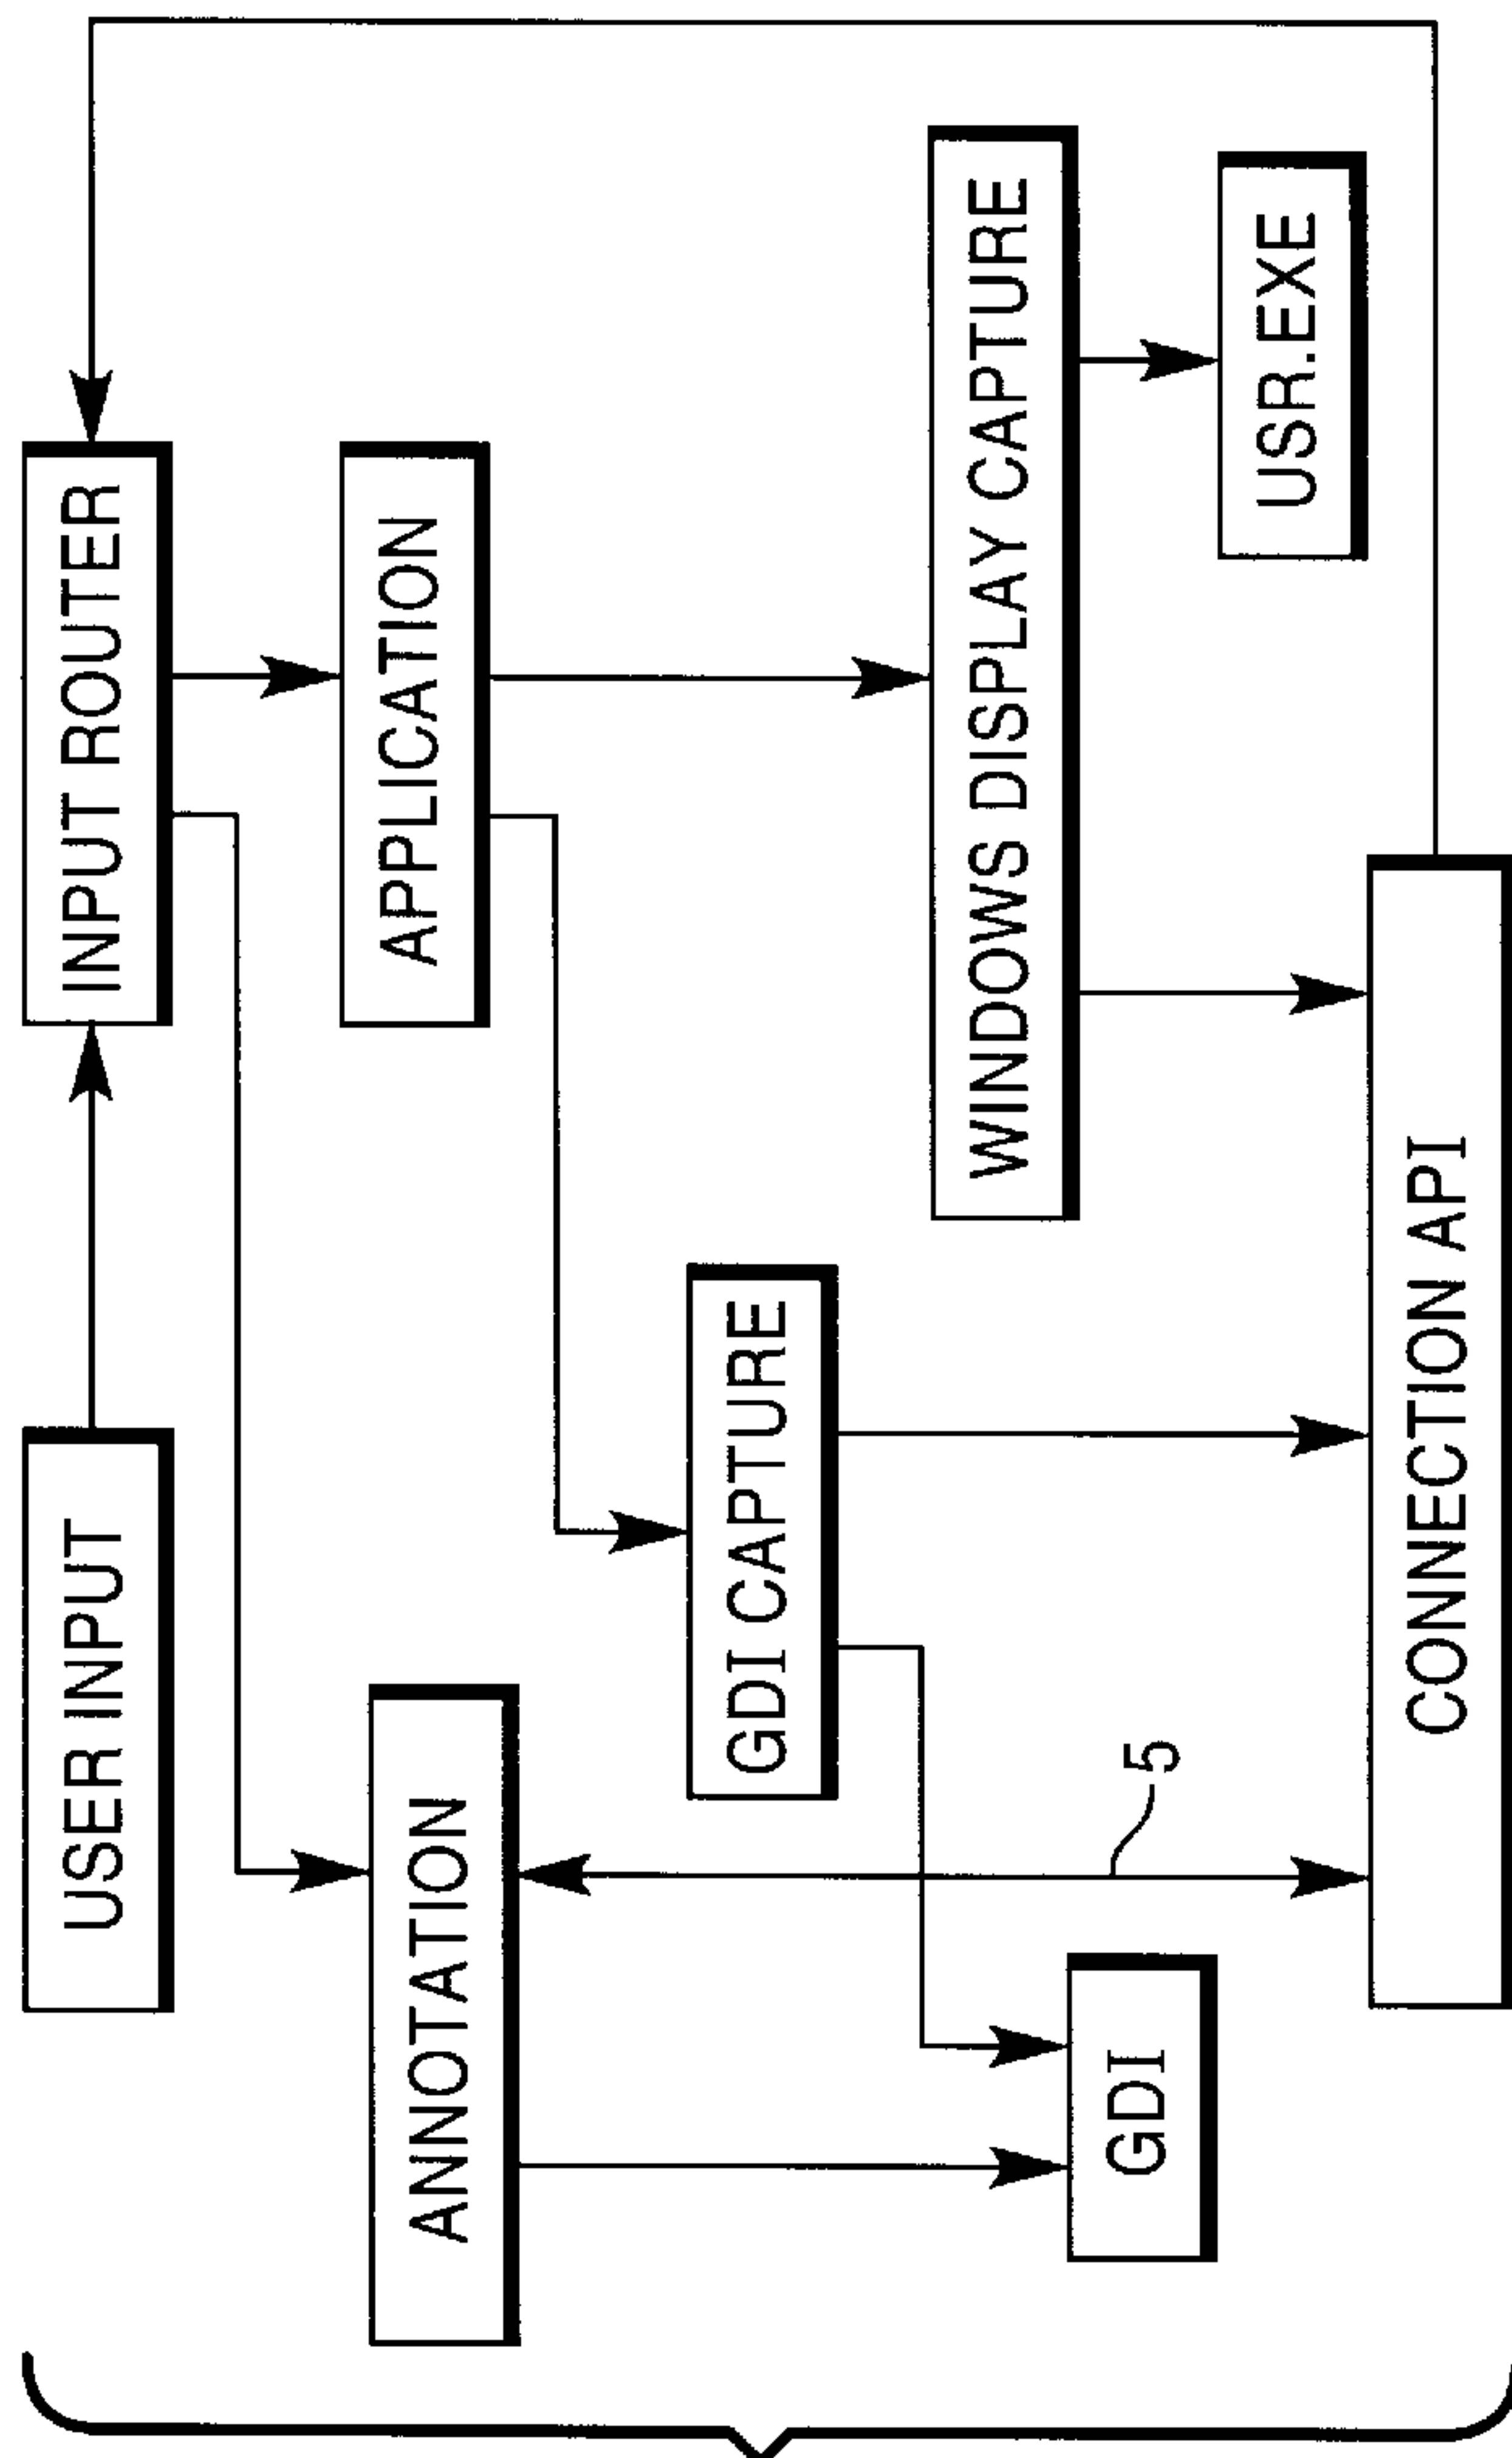 USER INPUT
INPUT ROUTER
ANNOTATION
APPLICATION
GDI CAPTURE
WINDOWS DISPLAY CAPTURE
GDI
5
USR.EXE
CONNECTION API